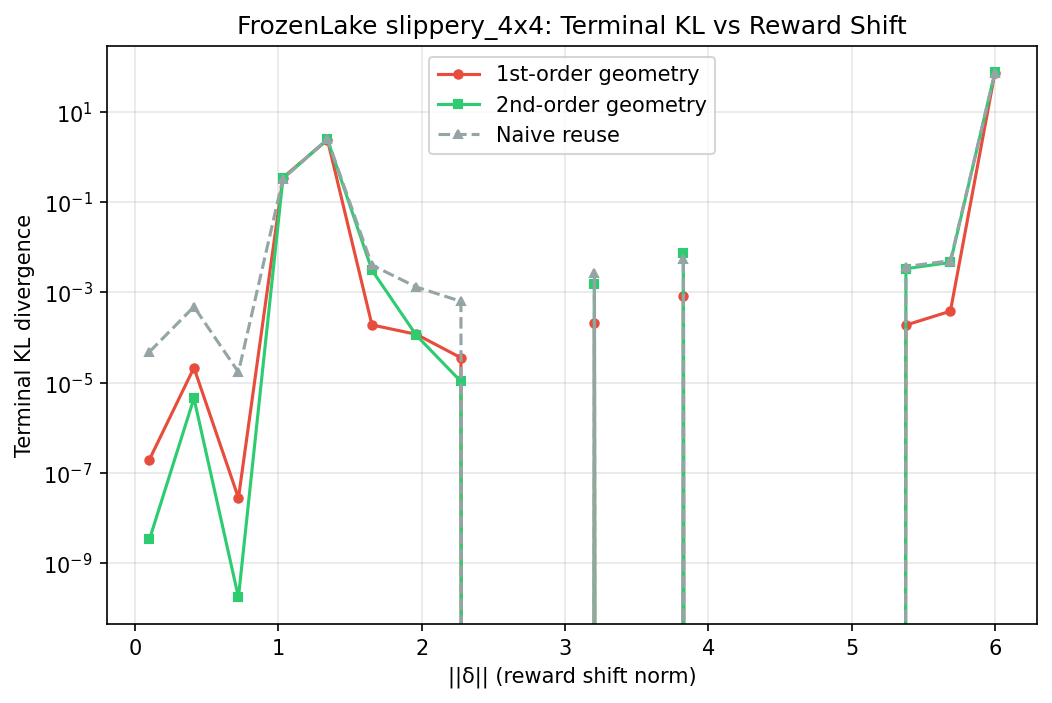 FrozenLake slippery_4x4: Terminal KL vs Reward Shift
1st-order geometry
2nd-order geometry
Naive reuse
Terminal KL divergence
10¹
10⁻¹
10⁻³
10⁻⁵
10⁻⁷
10⁻⁹
0 1 2 3 4 5 6
||δ|| (reward shift norm)